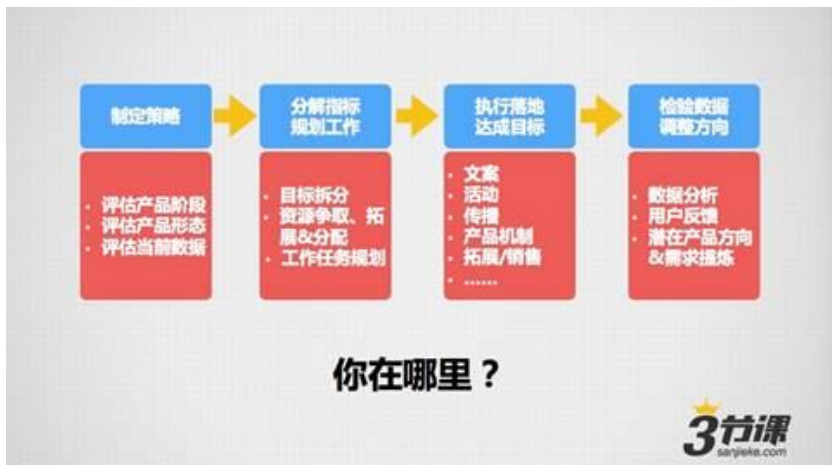 制定策略
评估产品阶段
评估产品形态
评估当前数据
分解指标
规划工作
目标拆分
资源争取、拓
展&分配
工作任务规划
执行落地
达成目标
文案
活动
传播
产品机制
拓展/销售
……
检验数据
调整方向
数据分析
用户反馈
潜在产品方向
&需求提炼
你在哪里？
3节课
sanjieke.com